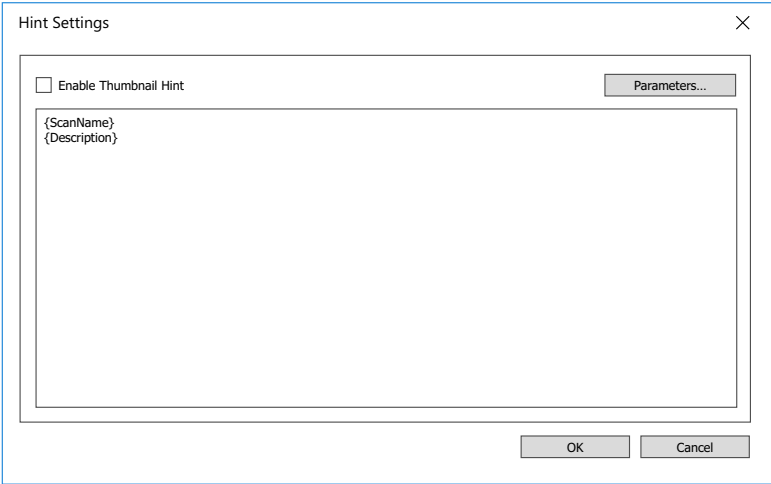 Hint Settings
Enable Thumbnail Hint
Parameters...
{ScanName}
{Description}
OK
Cancel